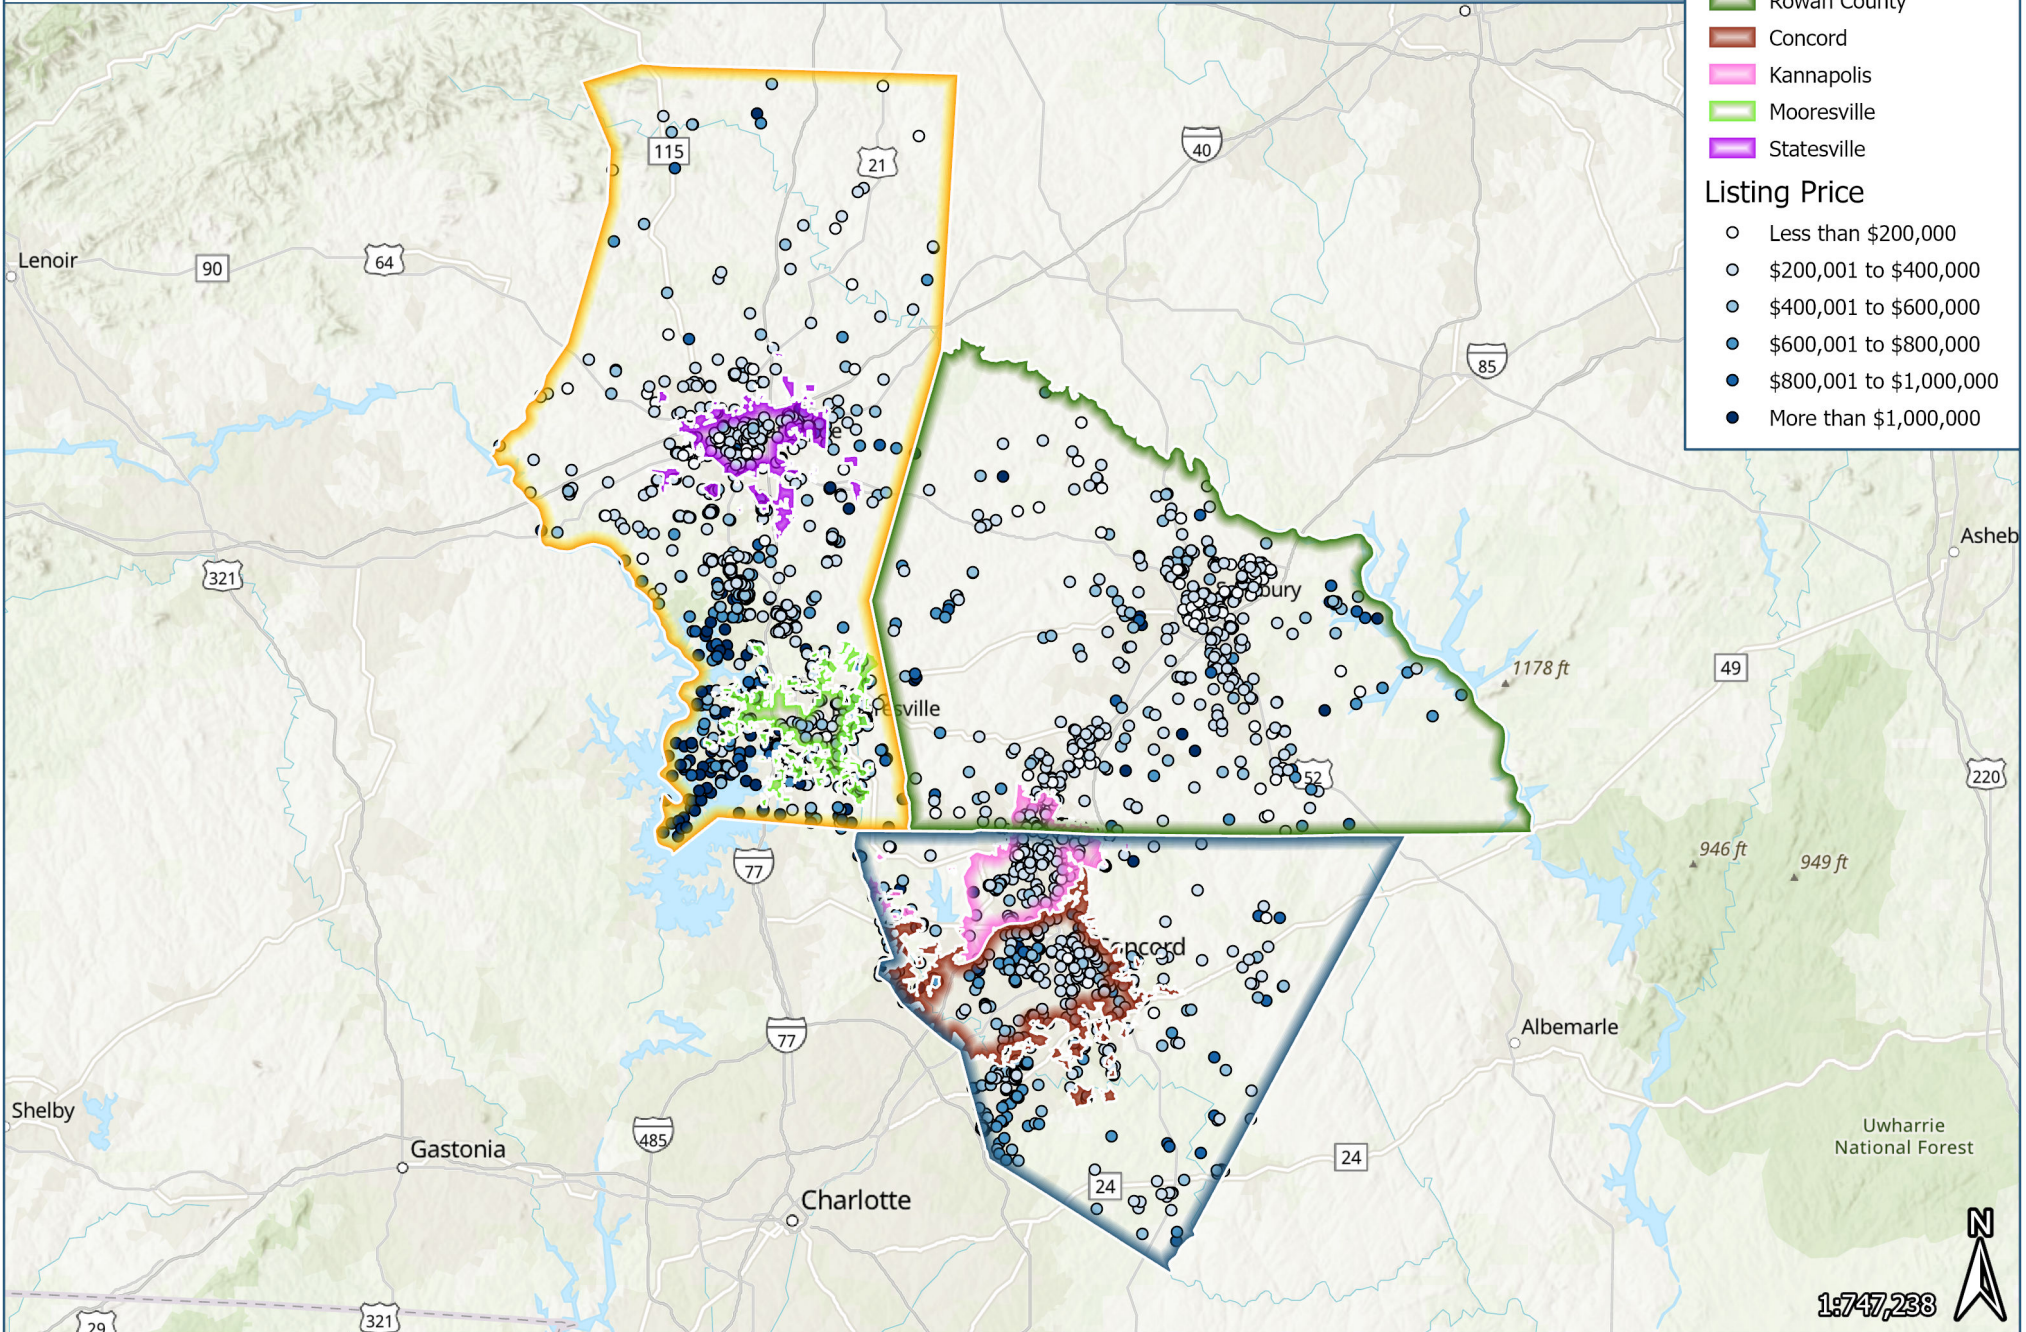 Rowan County
Concord
Kannapolis
Mooresville
Statesville
Listing Price
Less than $200,000
$200,001 to $400,000
$400,001 to $600,000
$600,001 to $800,000
$800,001 to $1,000,000
More than $1,000,000
115
21
40
Lenoir
90
64
85
321
Asheb
bury
49
1178 ft
resville
52
220
77
946 ft
949 ft
oncord
77
Albemarle
Shelby
485
Gastonia
24
24
Uwharrie
National Forest
Charlotte
N
1:747,238
29
321